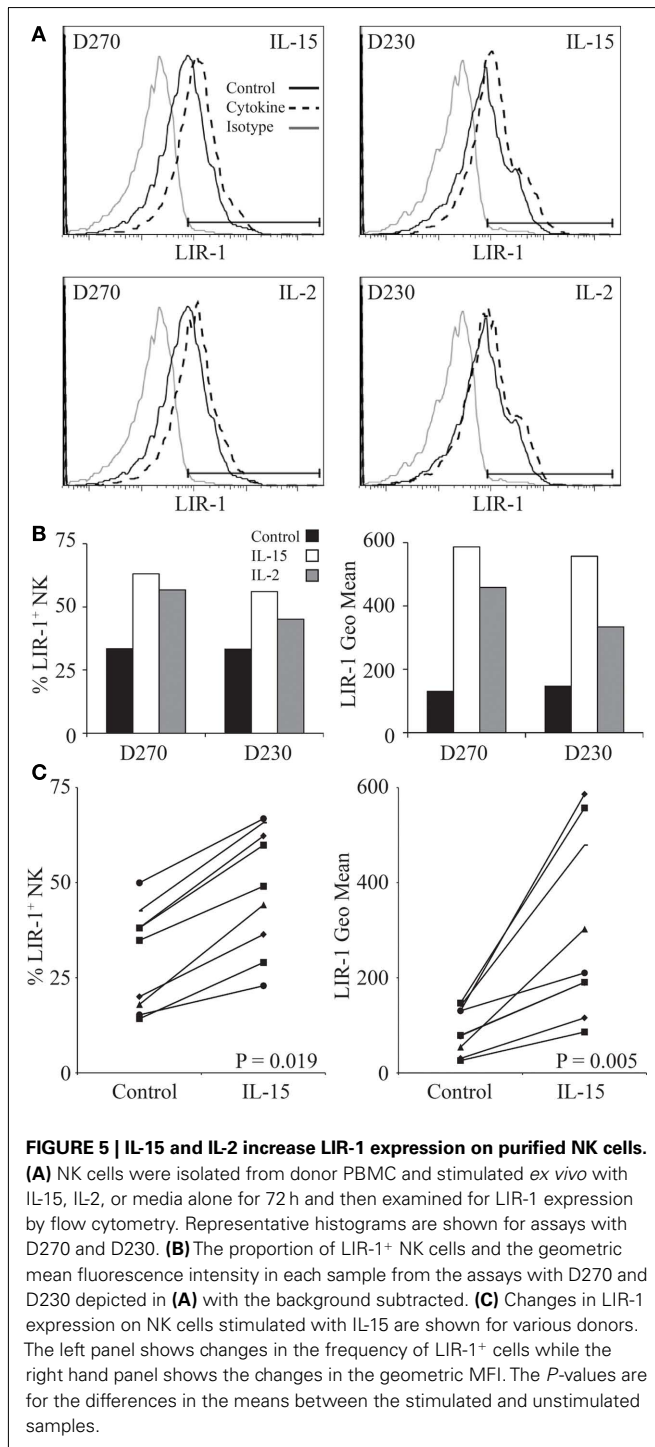 A
D270
IL-15
Control
Cytokine
Isotype
LIR-1
D230
IL-15
LIR-1
D270
IL-2
LIR-1
D230
IL-2
LIR-1
B
% LIR-1+ NK
75
50
25
0
Control
IL-15
IL-2
D270
D230
LIR-1 Geo Mean
600
400
200
0
D270
D230
C
% LIR-1+ NK
75
50
25
0
P = 0.019
Control
IL-15
LIR-1 Geo Mean
600
400
200
0
P = 0.005
Control
IL-15
FIGURE 5 | IL-15 and IL-2 increase LIR-1 expression on purified NK cells.
(A) NK cells were isolated from donor PBMC and stimulated ex vivo with
IL-15, IL-2, or media alone for 72 h and then examined for LIR-1 expression
by flow cytometry. Representative histograms are shown for assays with
D270 and D230. (B) The proportion of LIR-1+ NK cells and the geometric
mean fluorescence intensity in each sample from the assays with D270 and
D230 depicted in (A) with the background subtracted. (C) Changes in LIR-1
expression on NK cells stimulated with IL-15 are shown for various donors.
The left panel shows changes in the frequency of LIR-1+ cells while the
right hand panel shows the changes in the geometric MFI. The P-values are
for the differences in the means between the stimulated and unstimulated
samples.